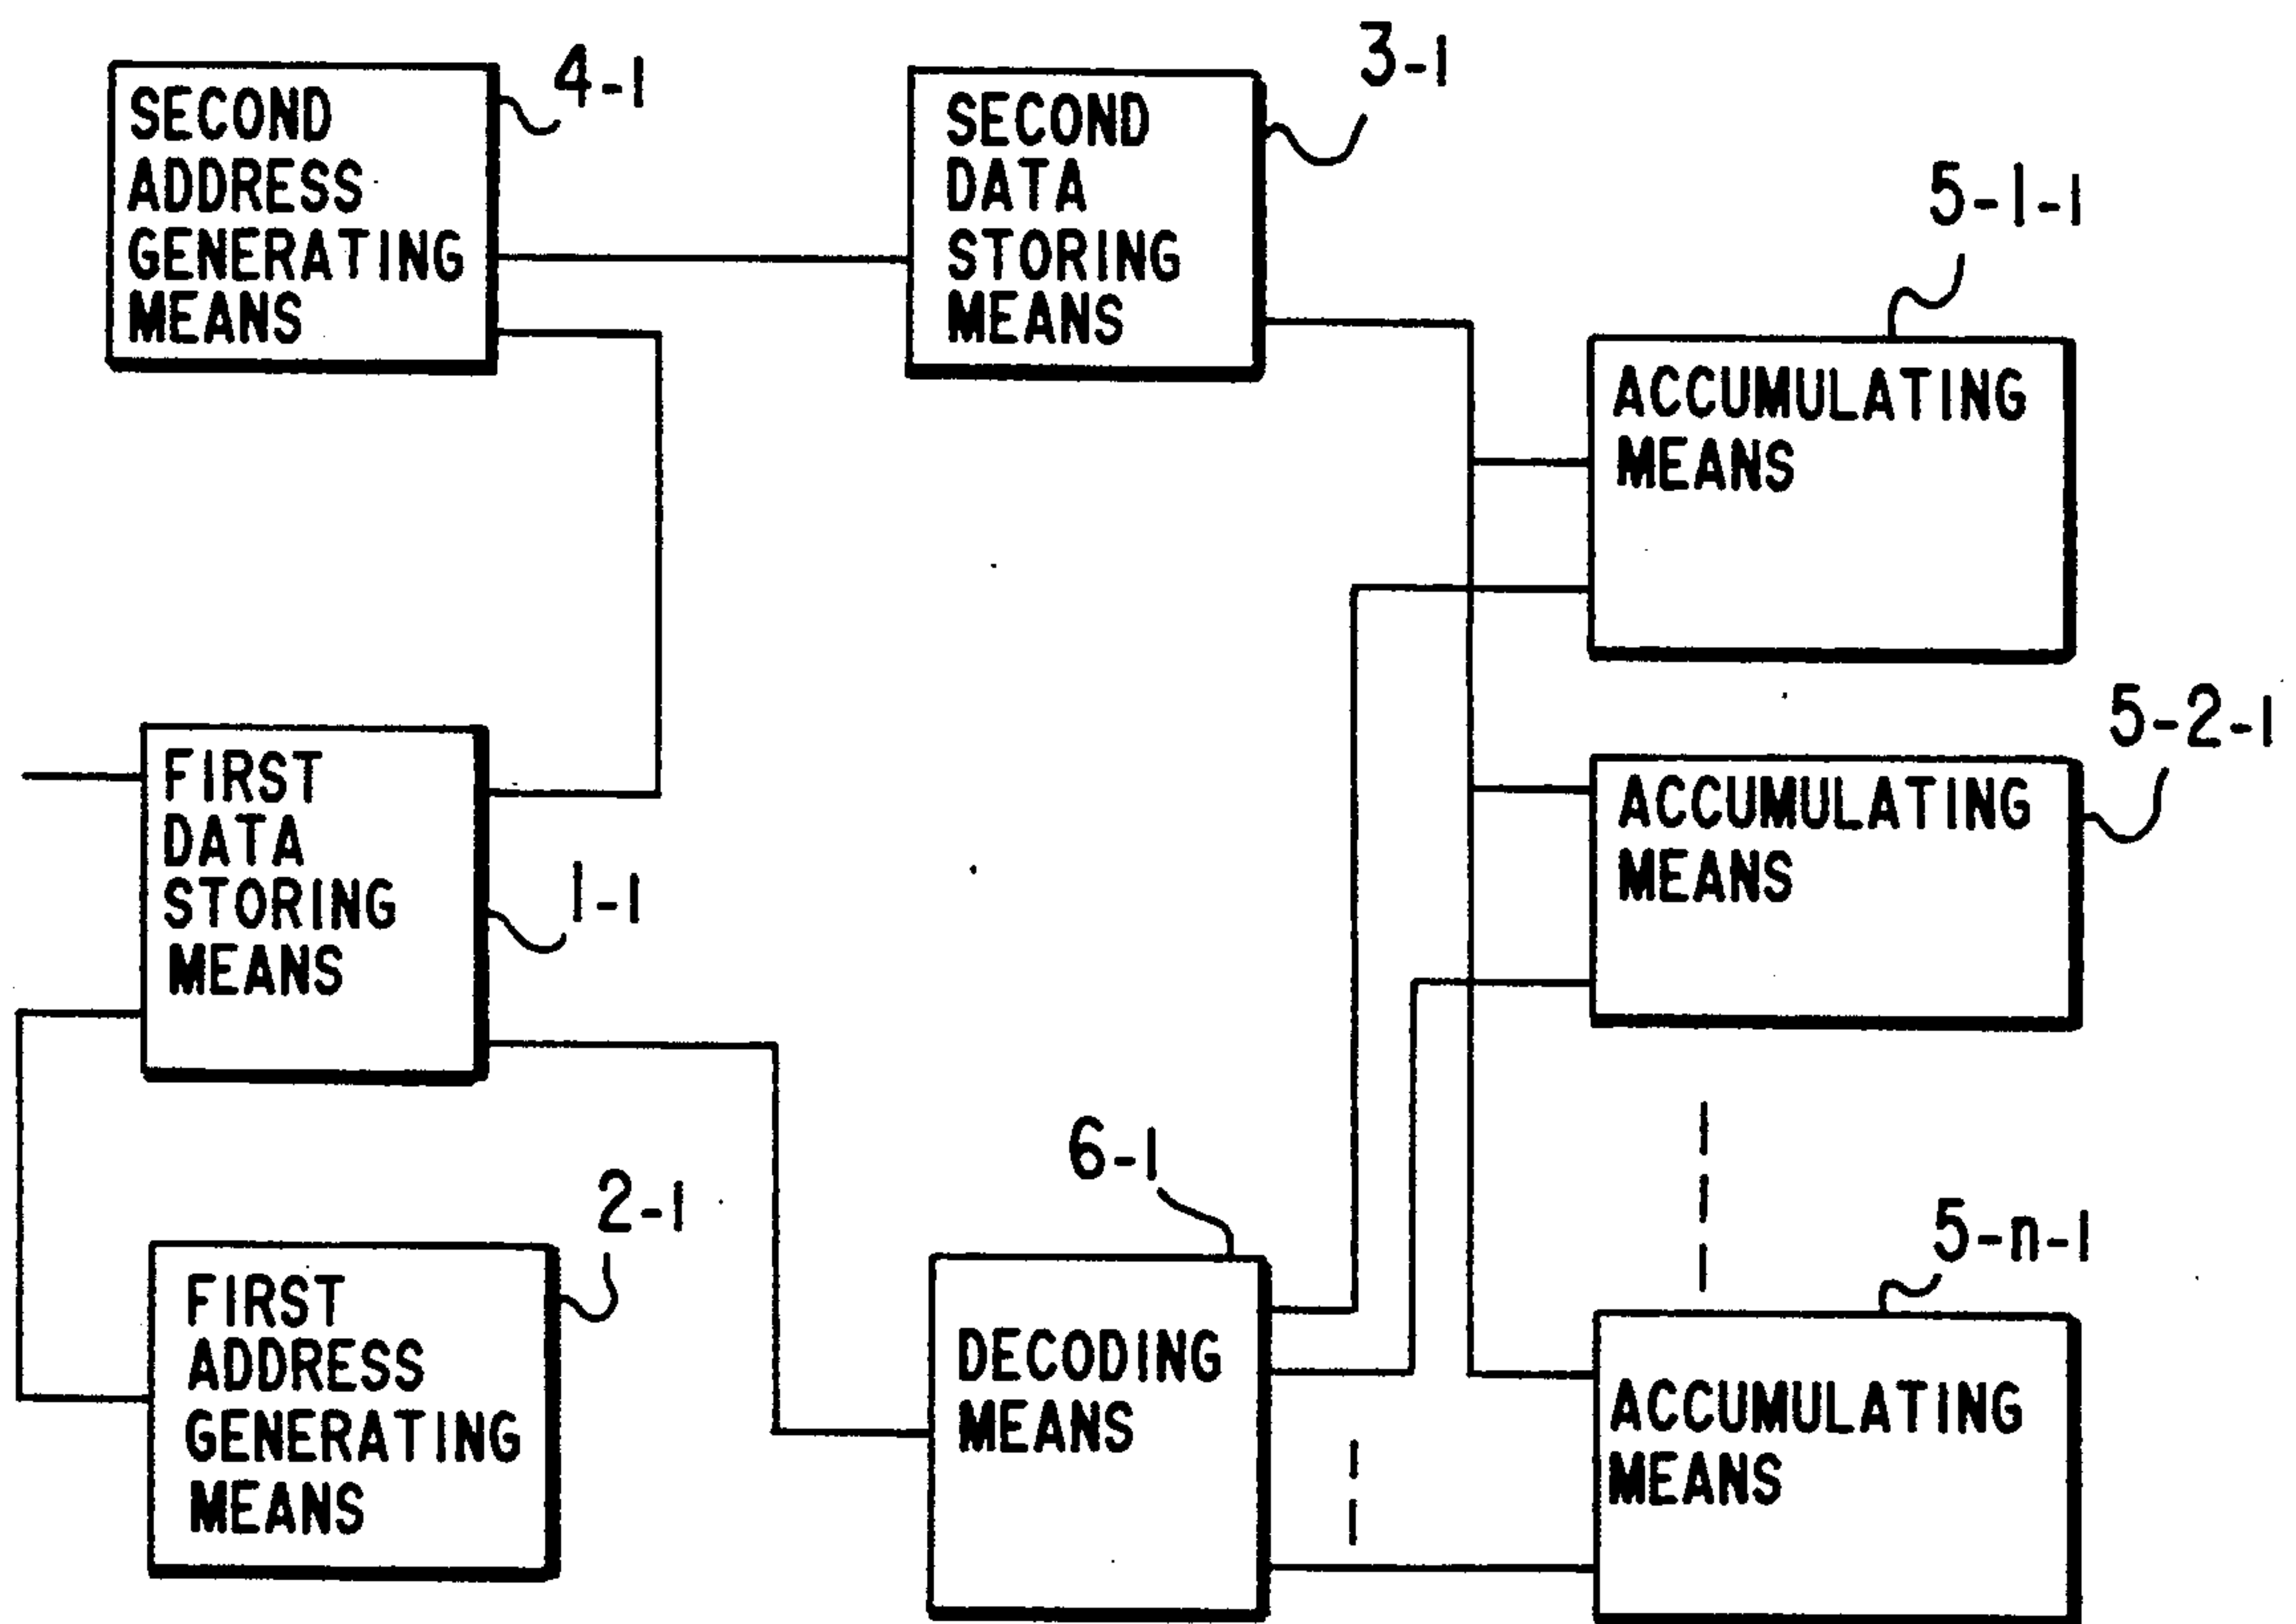 4-1
SECOND
ADDRESS
GENERATING
MEANS
3-1
SECOND
DATA
STORING
MEANS
5-1-1
ACCUMULATING
MEANS
5-2-1
ACCUMULATING
MEANS
FIRST
DATA
STORING
MEANS
1-1
2-1
FIRST
ADDRESS
GENERATING
MEANS
6-1
DECODING
MEANS
5-n-1
ACCUMULATING
MEANS